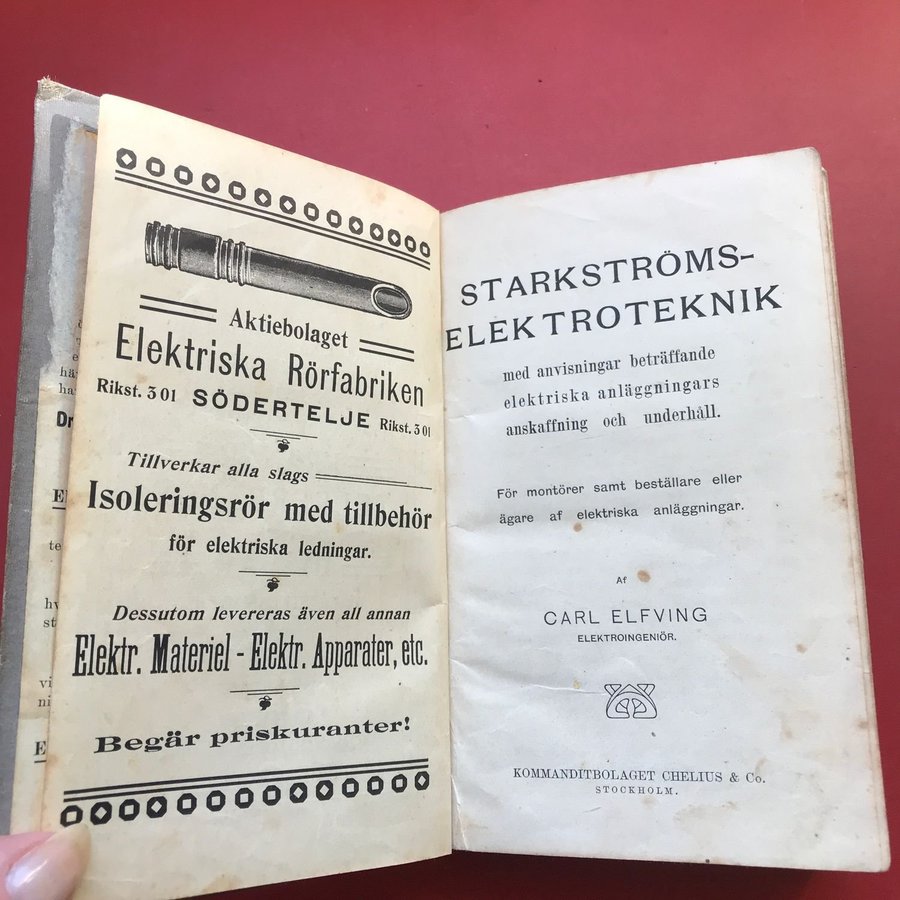 Aktiebolaget
Elektriska Rörfabriken
Rikst. 301 SÖDERTELJE Rikst. 301
Tillverkar alla slags
Isoleringsrör med tillbehör
för elektriska ledningar.
Dessutom levereras även all annan
Elektr. Materiel - Elektr. Apparater, etc.
Begär priskuranter!
STARKSTRÖMS-
ELEKTROTEKNIK
med anvisningar beträffande
elektriska anläggningars
anskaffning och underhåll.
För montörer samt beställare eller
ägare af elektriska anläggningar.
Af
CARL ELFVING
ELEKTROINGENIÖR.
KOMMANDITBOLAGET CHELIUS & Co.
STOCKHOLM.